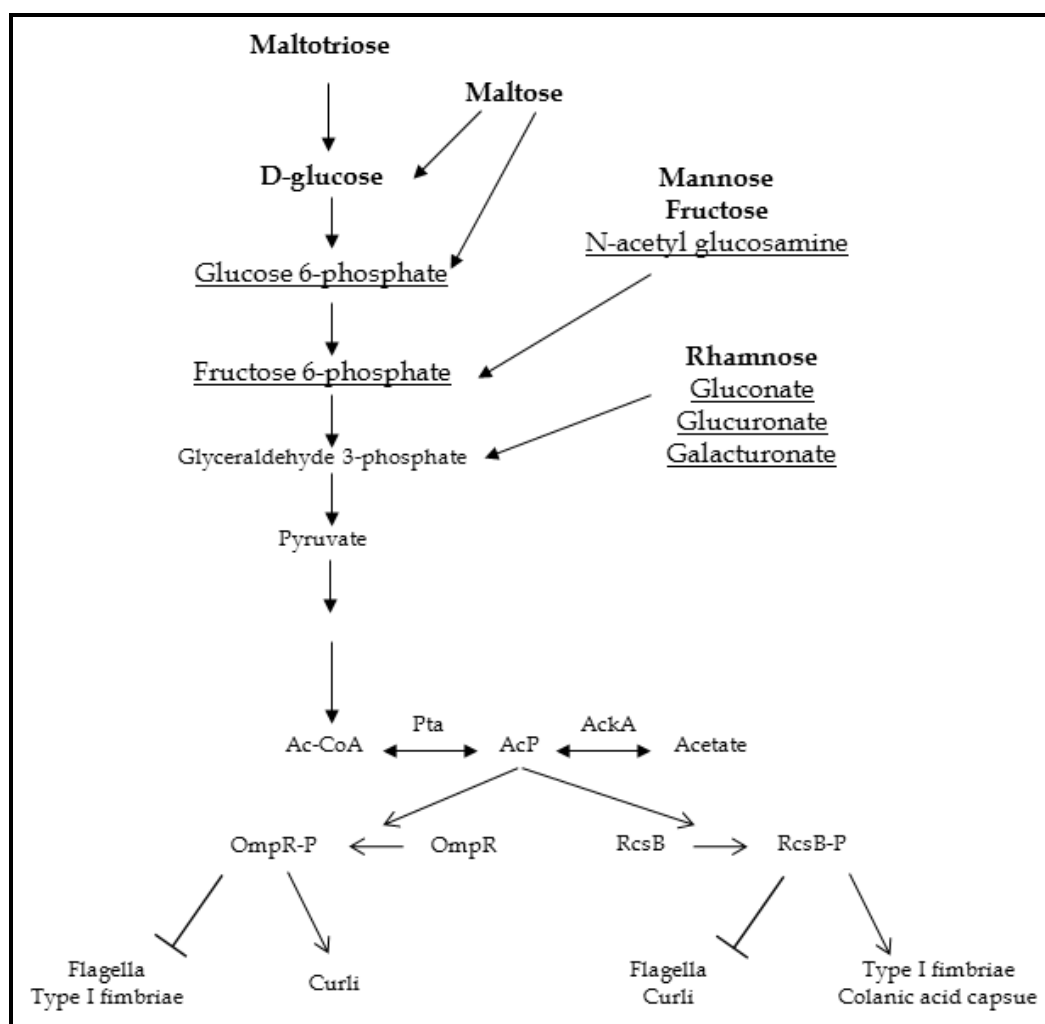 Maltotriose
Maltose
D-glucose
Mannose
Fructose
N-acetyl glucosamine
Glucose 6-phosphate
Rhamnose
Fructose 6-phosphate
Gluconate
Glucuronate
Galacturonate
Glyceraldehyde 3-phosphate
Pyruvate
Pta
AckA
Ac-CoA
AcP
Acetate
OmpR-P
OmpR
RcsB
RcsB-P
Flagella
Type I fimbriae
Curli
Flagella
Curli
Type I fimbriae
Colanic acid capsue